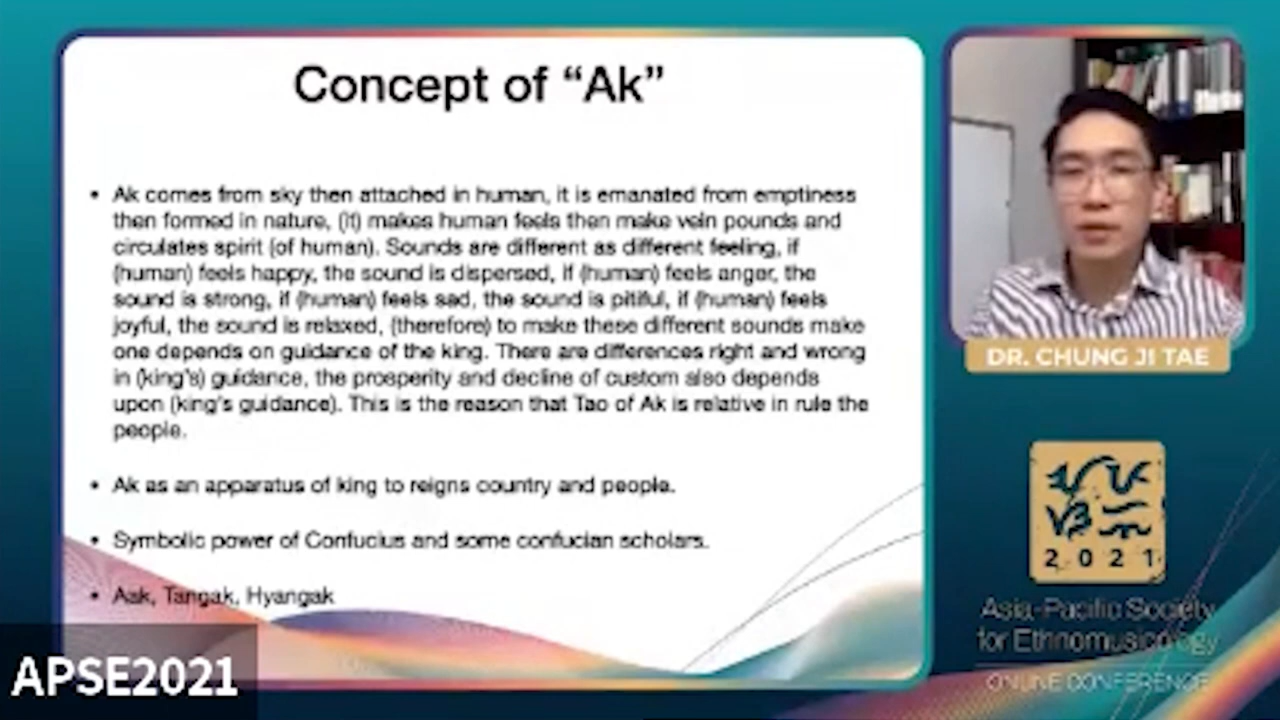 Concept of “Ak”
• Ak comes from sky then attached in human, it is emanated from emptiness
then formed in nature, (it) makes human feels then make vein pounds and
circulates spirit (of human). Sounds are different as different feeling, if
(human) feels happy, the sound is dispersed, if (human) feels anger, the
sound is strong, if (human) feels sad, the sound is pitiful, if (human) feels
joyful, the sound is relaxed, (therefore) to make these different sounds make
one depends on guidance of the king. There are differences right and wrong
in (king's) guidance, the prosperity and decline of custom also depends
upon (king's guidance). This is the reason that Tao of Ak is relative in rule the
people.
• Ak as an apparatus of king to reigns country and people.
• Symbolic power of Confucius and some confucian scholars.
• Aak, Tangak, Hyangak
APSE2021
DR. CHUNG JI TAE
2021
Asia-Pacific Society
for Ethnomusicology
ONLINE CONFERENCE